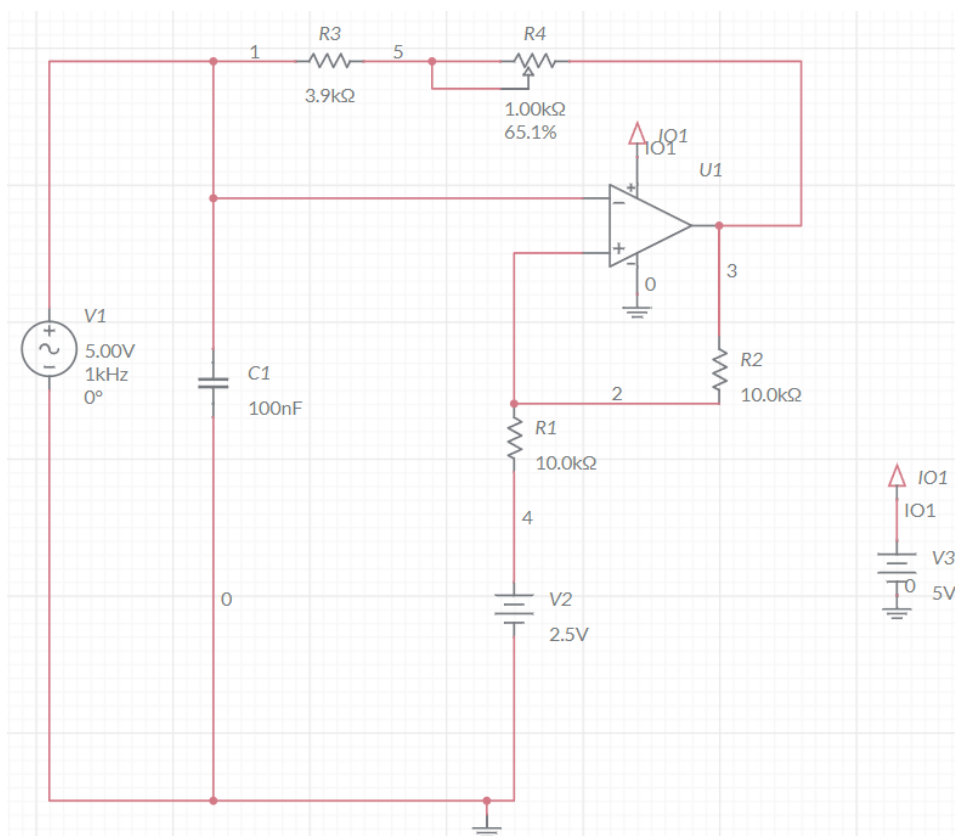 R3
R4
1
5
3.9kΩ
1.00kΩ
65.1%
IO1
IO1
U1
+
−
+
−
0
3
V1
+
−
5.00V
1kHz
0°
C1
100nF
R2
10.0kΩ
2
R1
10.0kΩ
IO1
IO1
4
V3
0
5V
0
V2
2.5V